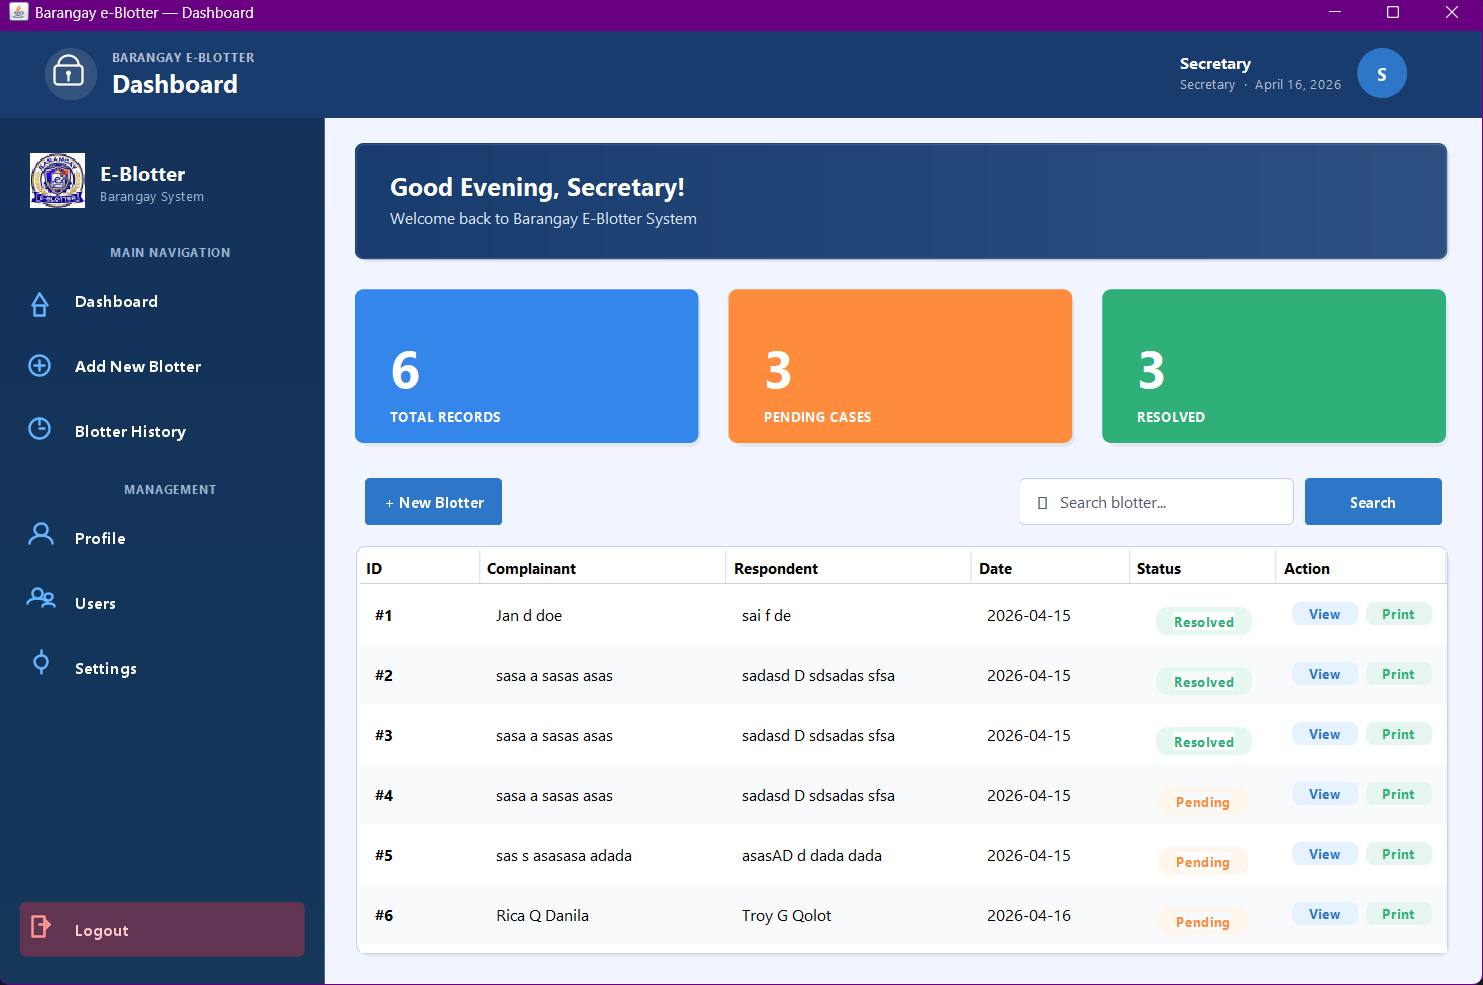 Barangay e-Blotter — Dashboard
BARANGAY E-BLOTTER
Dashboard
Secretary
Secretary · April 16, 2026
S
BARANGAY
E-BLOTTER
E-Blotter
Barangay System
MAIN NAVIGATION
Dashboard
Add New Blotter
Blotter History
MANAGEMENT
Profile
Users
Settings
Logout
Good Evening, Secretary!
Welcome back to Barangay E-Blotter System
6
TOTAL RECORDS
3
PENDING CASES
3
RESOLVED
+ New Blotter
Search blotter...
Search
ID Complainant Respondent Date Status Action
#1 Jan d doe sai f de 2026-04-15 Resolved View Print
#2 sasa a sasas asas sadasd D sdsadas sfsa 2026-04-15 Resolved View Print
#3 sasa a sasas asas sadasd D sdsadas sfsa 2026-04-15 Resolved View Print
#4 sasa a sasas asas sadasd D sdsadas sfsa 2026-04-15 Pending View Print
#5 sas s asasasa adada asasAD d dada dada 2026-04-15 Pending View Print
#6 Rica Q Danila Troy G Qolot 2026-04-16 Pending View Print